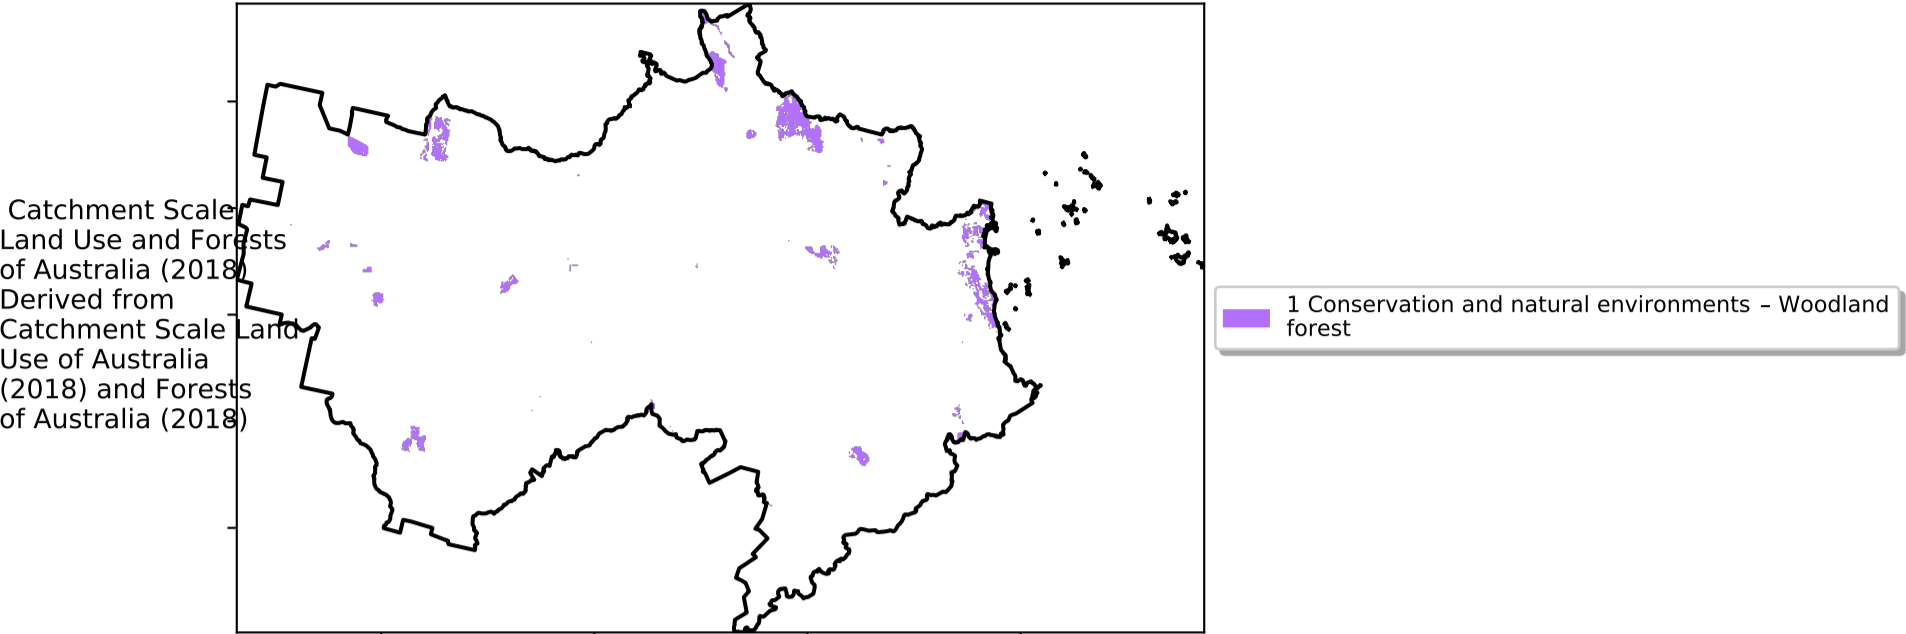 Catchment Scale
Land Use and Forests
of Australia (2018)
Derived from
Catchment Scale Land
Use of Australia
(2018) and Forests
of Australia (2018)
1 Conservation and natural environments – Woodland
forest